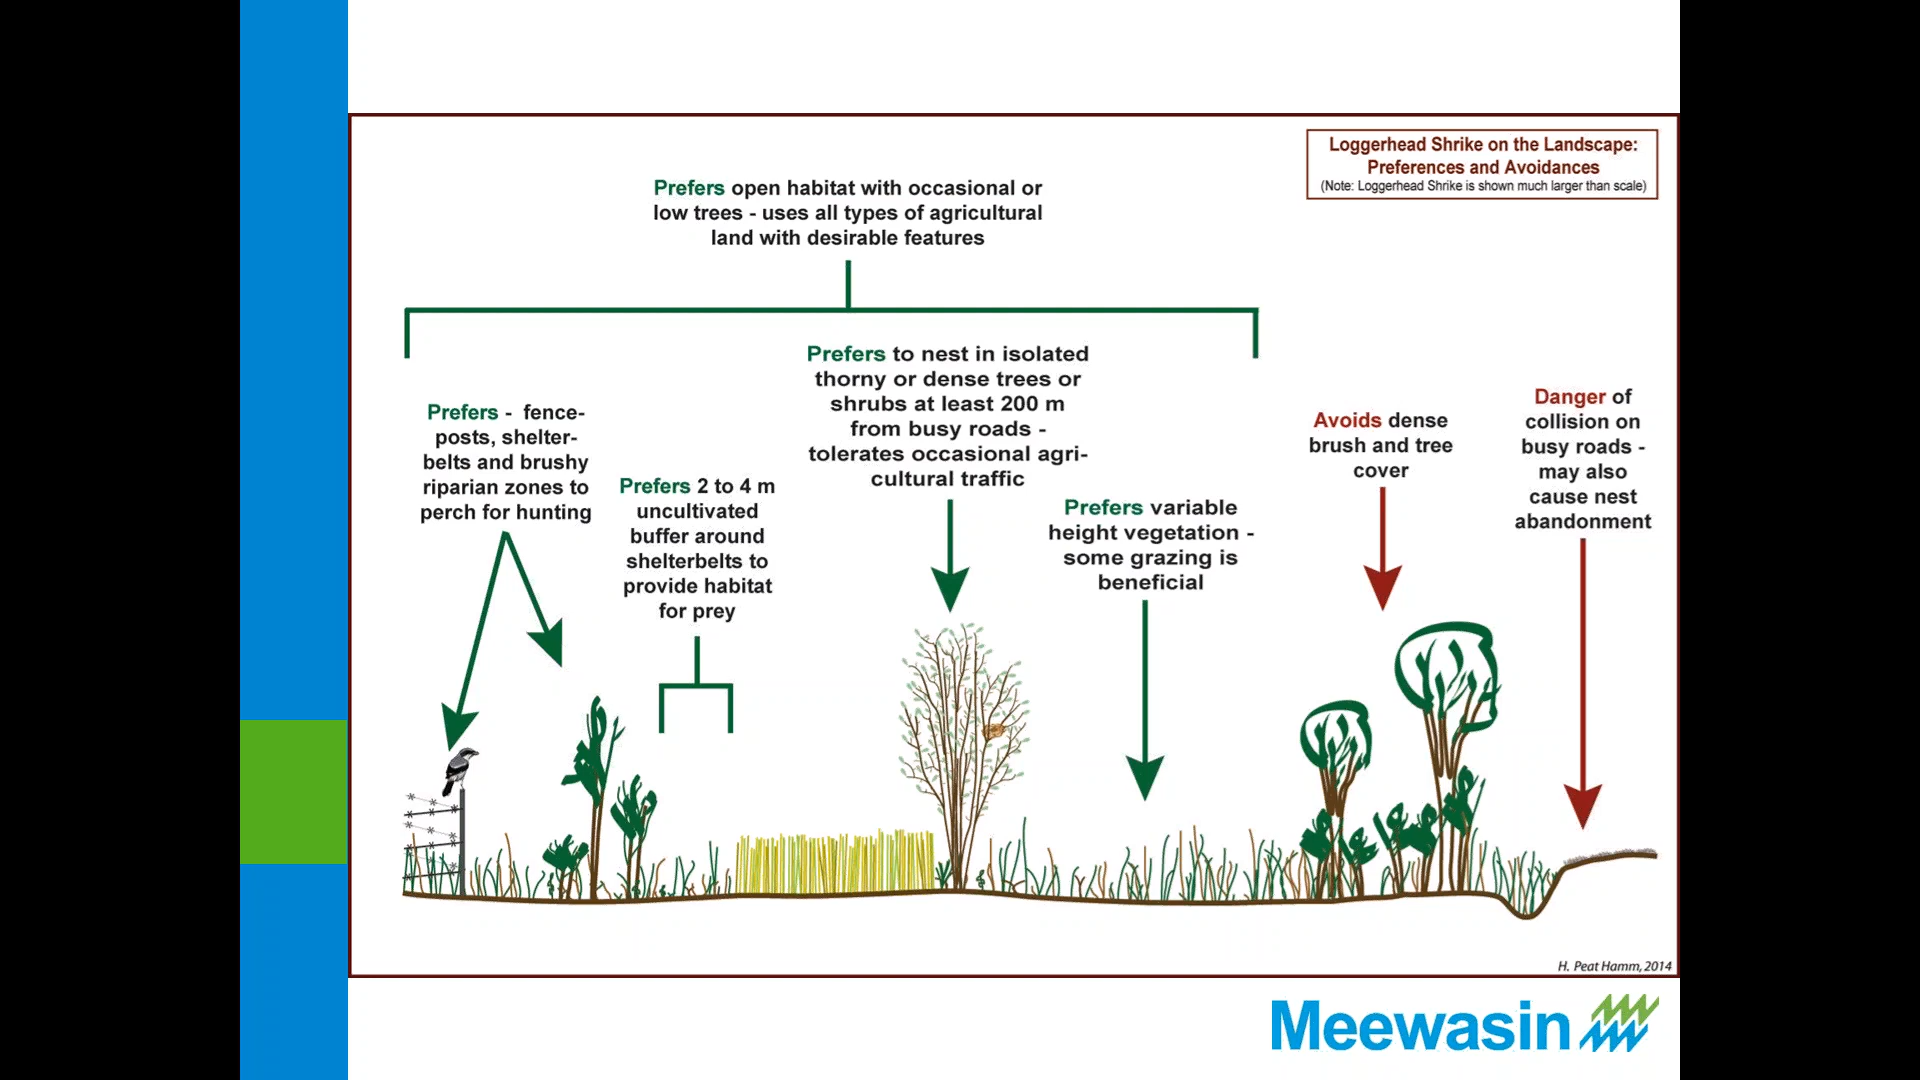 Loggerhead Shrike on the Landscape:
Preferences and Avoidances
(Note: Loggerhead Shrike is shown much larger than scale)
Prefers open habitat with occasional or
low trees - uses all types of agricultural
land with desirable features
Prefers - fence-
posts, shelter-
belts and brushy
riparian zones to
perch for hunting
Prefers 2 to 4 m
uncultivated
buffer around
shelterbelts to
provide habitat
for prey
Prefers to nest in isolated
thorny or dense trees or
shrubs at least 200 m
from busy roads -
tolerates occasional agri-
cultural traffic
Prefers variable
height vegetation -
some grazing is
beneficial
Avoids dense
brush and tree
cover
Danger of
collision on
busy roads -
may also
cause nest
abandonment
H. Peat Hamm, 2014
Meewasin